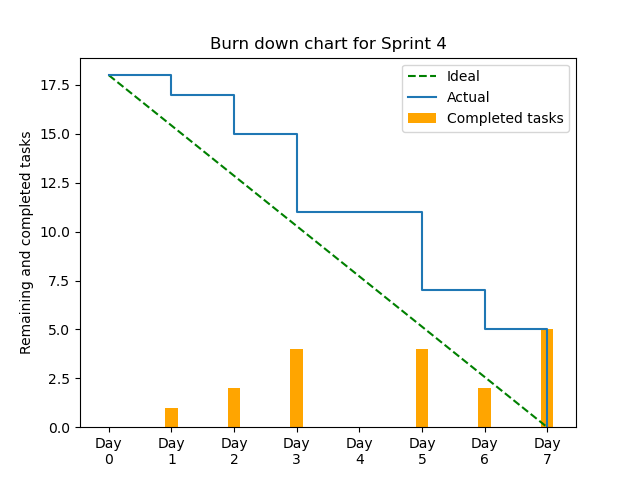 Burn down chart for Sprint 4
Ideal
Actual
Completed tasks
Remaining and completed tasks
17.5
15.0
12.5
10.0
7.5
5.0
2.5
0.0
Day Day Day Day Day Day Day Day
0 1 2 3 4 5 6 7